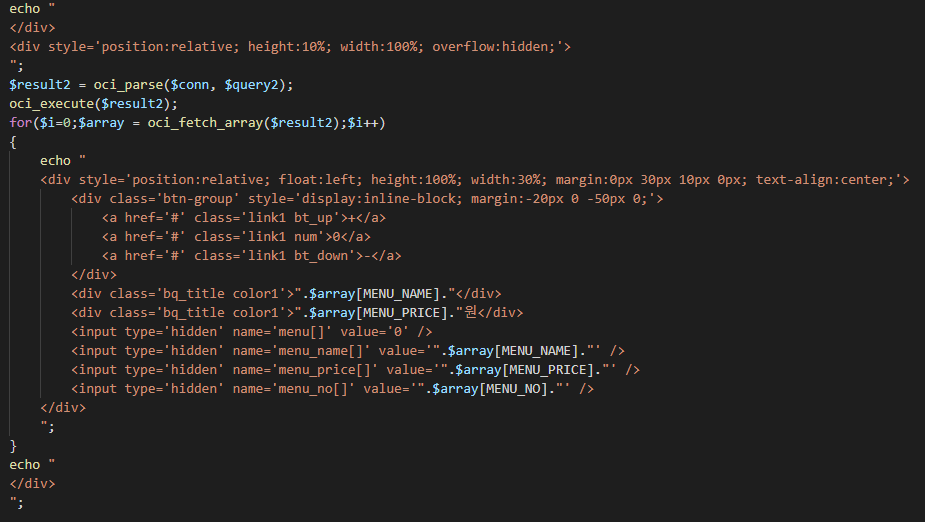 echo "
</div>
<div style='position:relative; height:10%; width:100%; overflow:hidden;'>
";
$result2 = oci_parse($conn, $query2);
oci_execute($result2);
for($i=0;$array = oci_fetch_array($result2);$i++)
{
    echo "
    <div style='position:relative; float:left; height:100%; width:30%; margin:0px 30px 10px 0px; text-align:center;'>
        <div class='btn-group' style='display:inline-block; margin:-20px 0 -50px 0;'>
            <a href='#' class='link1 bt_up'>+</a>
            <a href='#' class='link1 num'>0</a>
            <a href='#' class='link1 bt_down'>-</a>
        </div>
        <div class='bq_title color1'>".$array[MENU_NAME]."</div>
        <div class='bq_title color1'>".$array[MENU_PRICE]."원</div>
        <input type='hidden' name='menu[]' value='0' />
        <input type='hidden' name='menu_name[]' value='".$array[MENU_NAME]."' />
        <input type='hidden' name='menu_price[]' value='".$array[MENU_PRICE]."' />
        <input type='hidden' name='menu_no[]' value='".$array[MENU_NO]."' />
    </div>
    ";
}
echo "
</div>
";